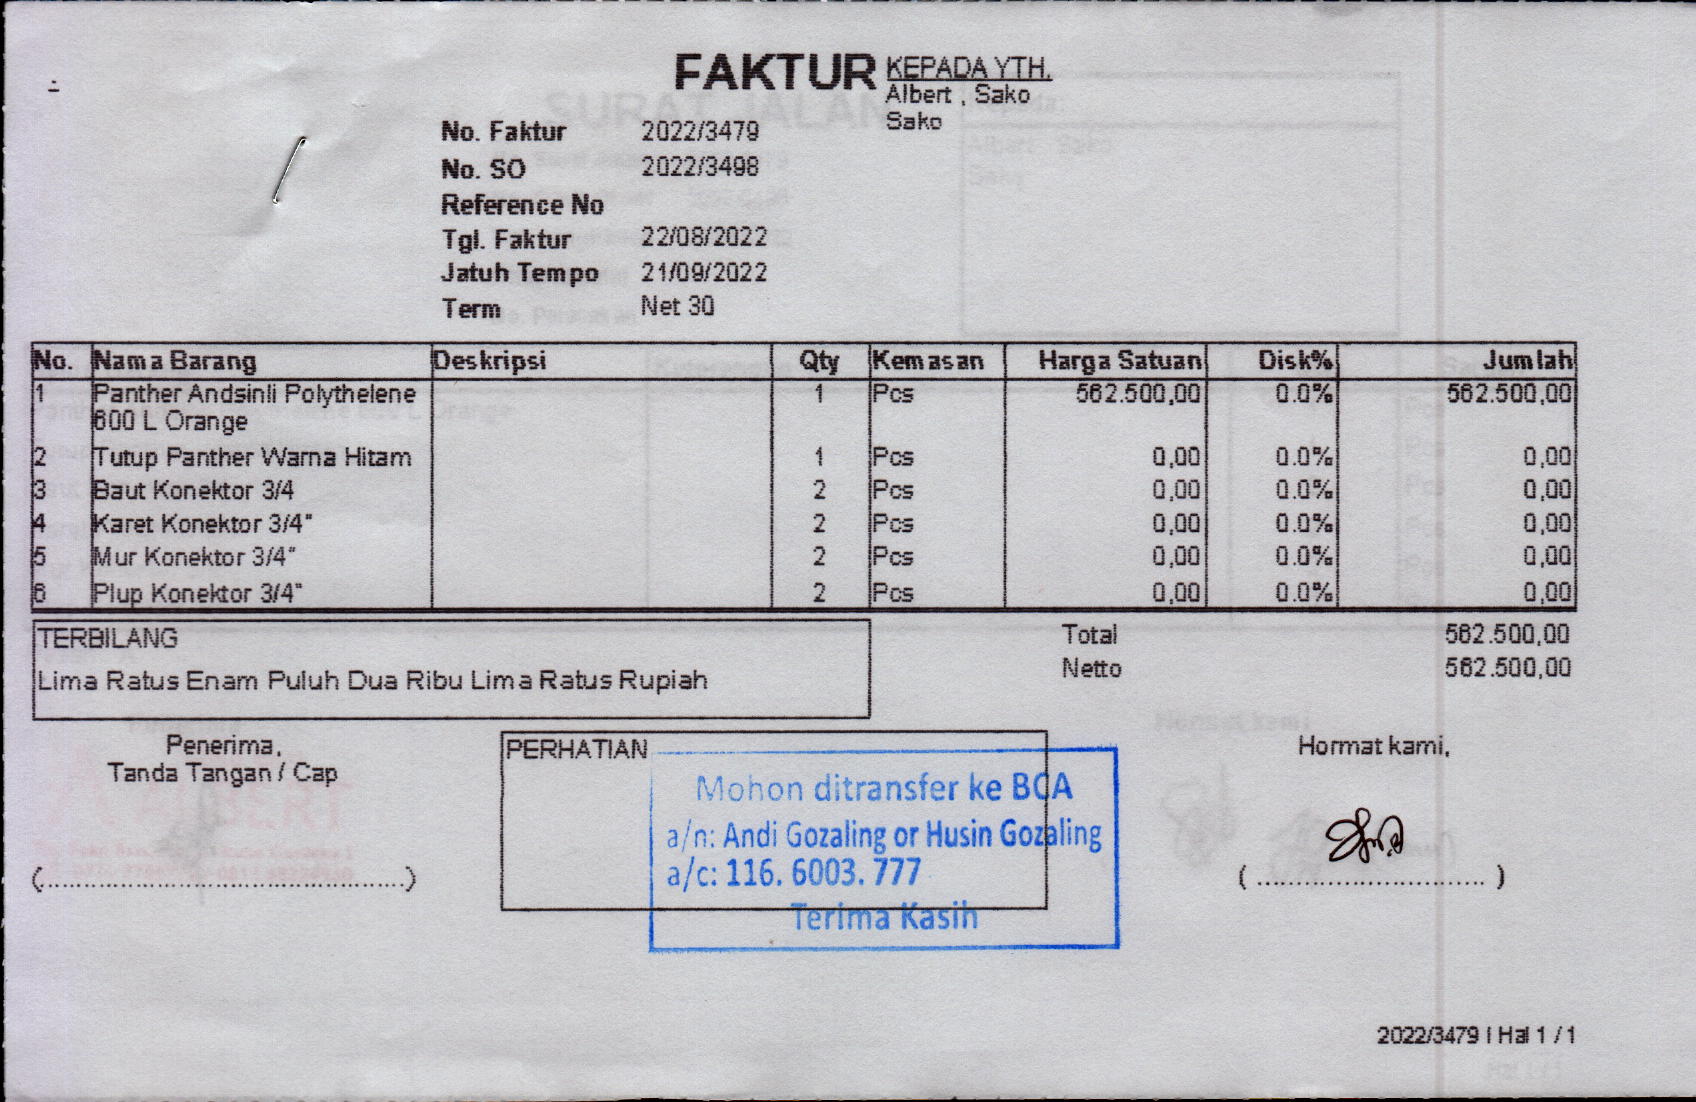 FAKTUR
KEPADA YTH.
Albert , Sako
Sako
No. Faktur 2022/3479
No. SO 2022/3498
Reference No
Tgl. Faktur 22/08/2022
Jatuh Tempo 21/09/2022
Term Net 30
No. Nama Barang Deskripsi Qty Kemasan Harga Satuan Disk% Jumlah
1 Panther Andsinli Polythelene 1 Pcs 562.500,00 0.0% 562.500,00
600 L Orange
2 Tutup Panther Warna Hitam 1 Pcs 0,00 0.0% 0,00
3 Baut Konektor 3/4 2 Pcs 0,00 0.0% 0,00
4 Karet Konektor 3/4" 2 Pcs 0,00 0.0% 0,00
5 Mur Konektor 3/4" 2 Pcs 0,00 0.0% 0,00
6 Plup Konektor 3/4" 2 Pcs 0,00 0.0% 0,00
TERBILANG
Lima Ratus Enam Puluh Dua Ribu Lima Ratus Rupiah
Total 562.500,00
Netto 562.500,00
Penerima,
Tanda Tangan / Cap
(........................................)
PERHATIAN
Mohon ditransfer ke BCA
a/n: Andi Gozaling or Husin Gozaling
a/c: 116. 6003. 777
Terima Kasih
Hormat kami,
(............................)
2022/3479 | Hal 1 / 1